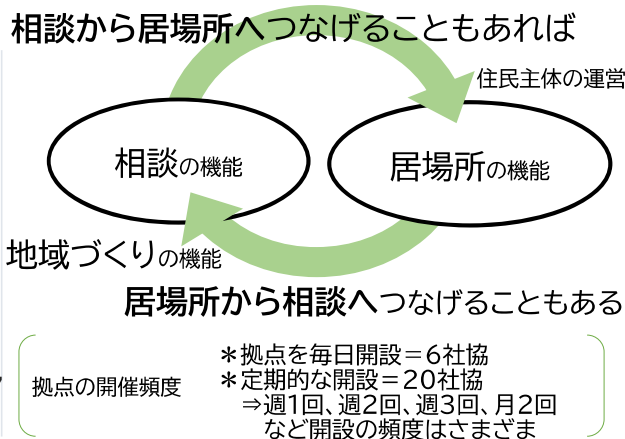 相談から居場所へつなげることもあれば
住民主体の運営
相談の機能
居場所の機能
地域づくりの機能
居場所から相談へつなげることもある
拠点の開催頻度
＊拠点を毎日開設＝6社協
＊定期的な開設＝20社協
⇒週1回、週2回、週3回、月2回
など開設の頻度はさまざま